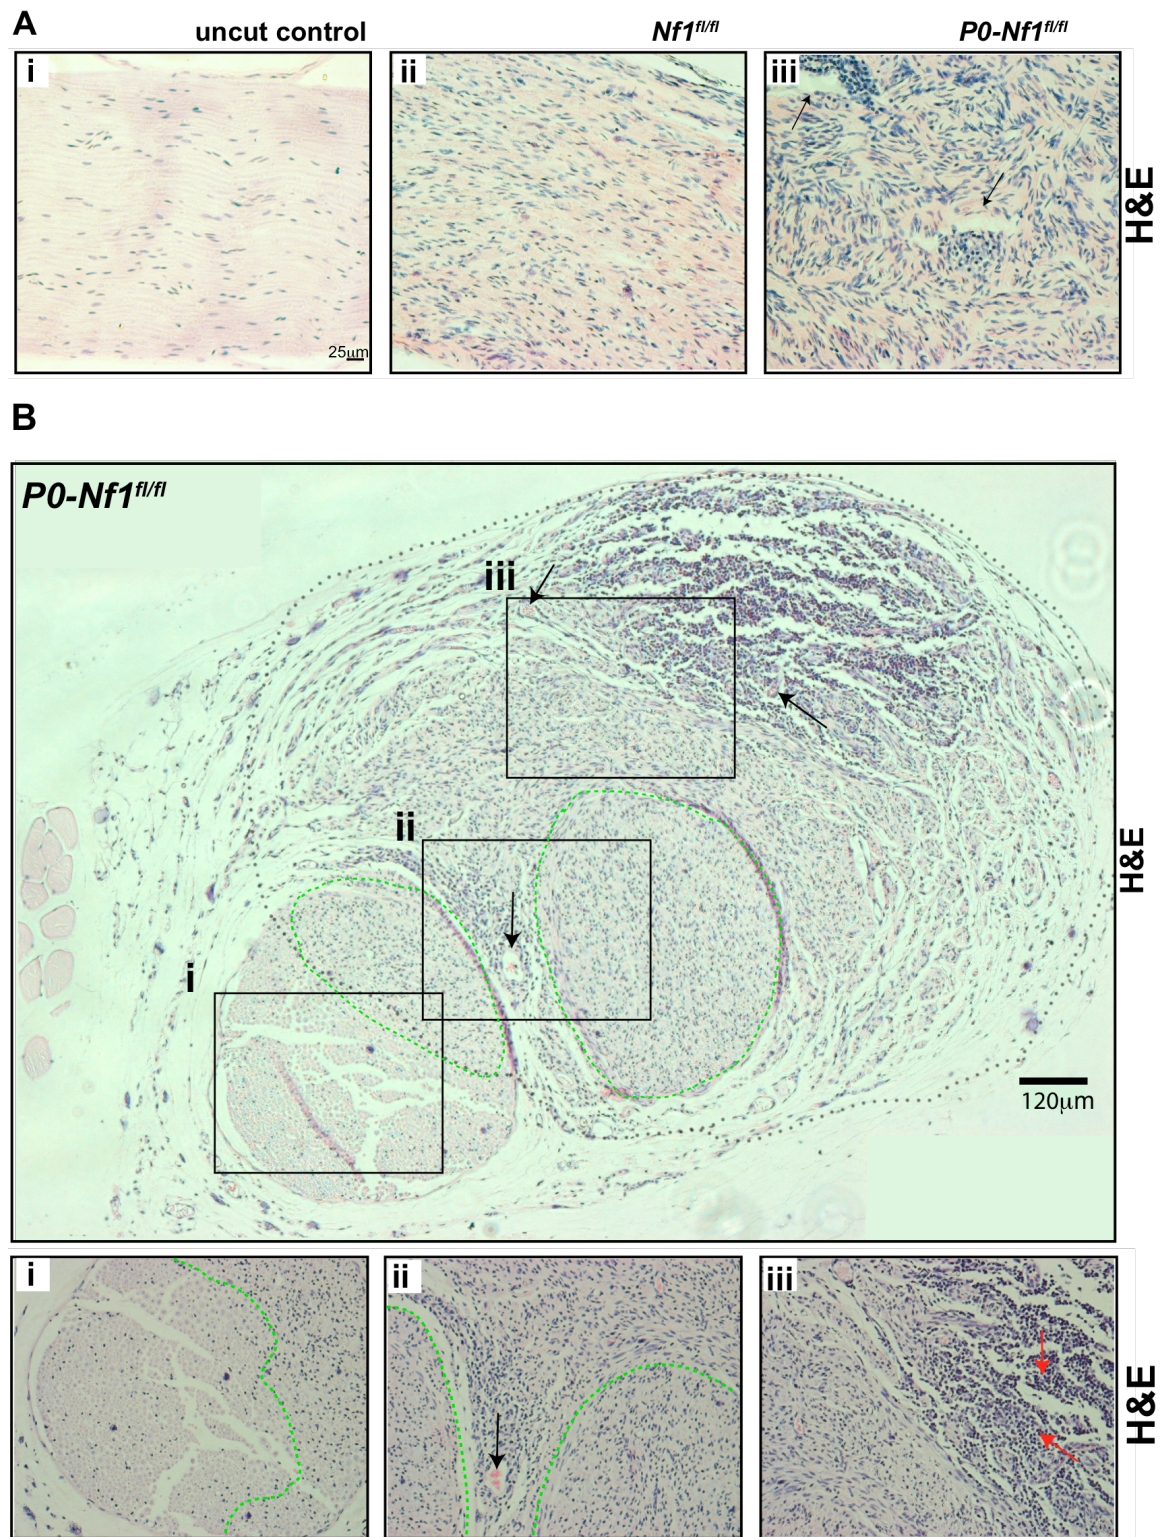 A
uncut control
Nf1fl/fl
P0-Nf1fl/fl
i
ii
iii
25μm
H&E
B
P0-Nf1fl/fl
iii
ii
i
120μm
H&E
i
ii
iii
H&E